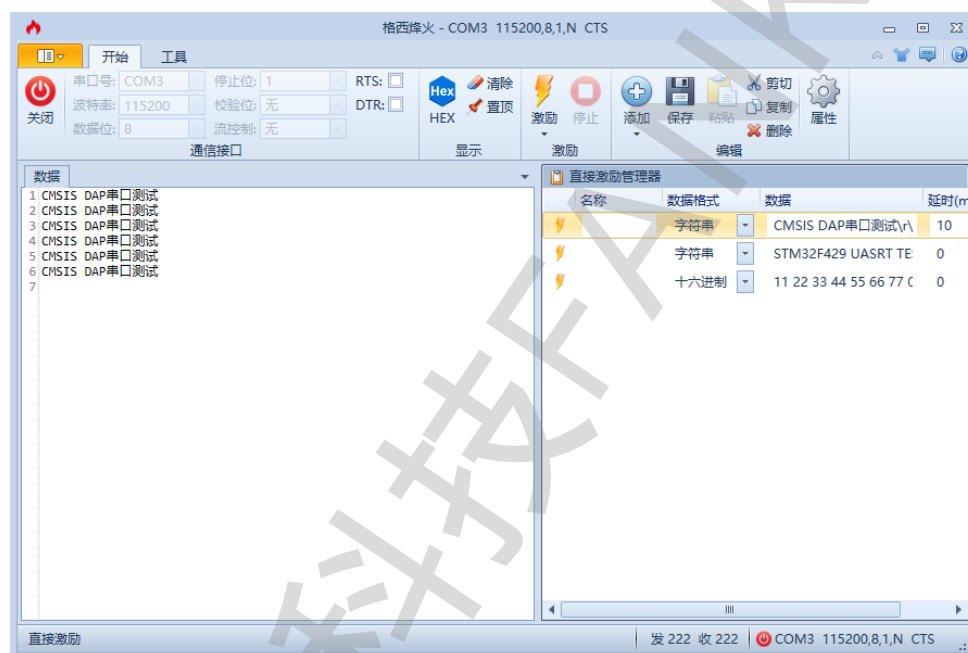 格西烽火 - COM3 115200,8,1,N CTS
开始 工具
串口号: COM3 停止位: 1 RTS:
波特率: 115200 校验位: 无 DTR:
数据位: 8 流控制: 无
关闭
通信接口
Hex
HEX
清除
置顶
显示
激励 停止
激励
添加 保存 粘贴
剪切
复制
删除
属性
编辑
数据
1 CMSIS DAP串口测试
2 CMSIS DAP串口测试
3 CMSIS DAP串口测试
4 CMSIS DAP串口测试
5 CMSIS DAP串口测试
6 CMSIS DAP串口测试
7
直接激励管理器
名称 数据格式 数据 延时(m
字符串 CMSIS DAP串口测试\r\ 10
字符串 STM32F429 UASRT TE 0
十六进制 11 22 33 44 55 66 77 0
直接激励 发 222 收 222 COM3 115200,8,1,N CTS
科技FAI